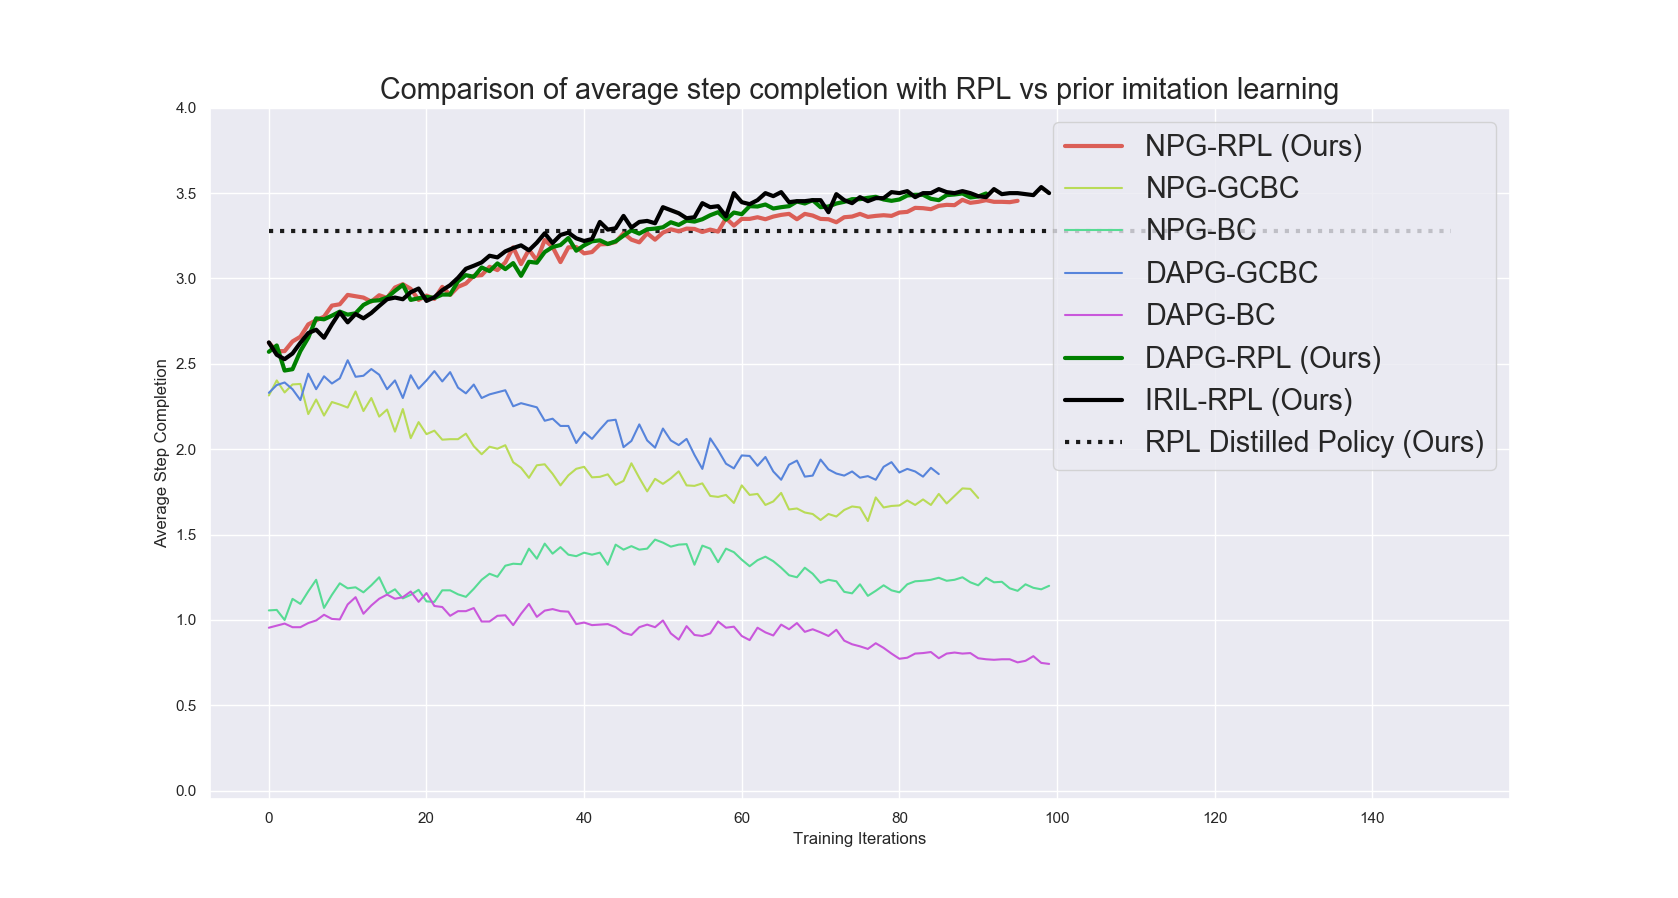 Comparison of average step completion with RPL vs prior imitation learning
4.0
3.5
3.0
2.5
2.0
1.5
1.0
0.5
0.0
Average Step Completion
NPG-RPL (Ours)
NPG-GCBC
NPG-BC
DAPG-GCBC
DAPG-BC
DAPG-RPL (Ours)
IRIL-RPL (Ours)
RPL Distilled Policy (Ours)
0 20 40 60 80 100 120 140
Training Iterations